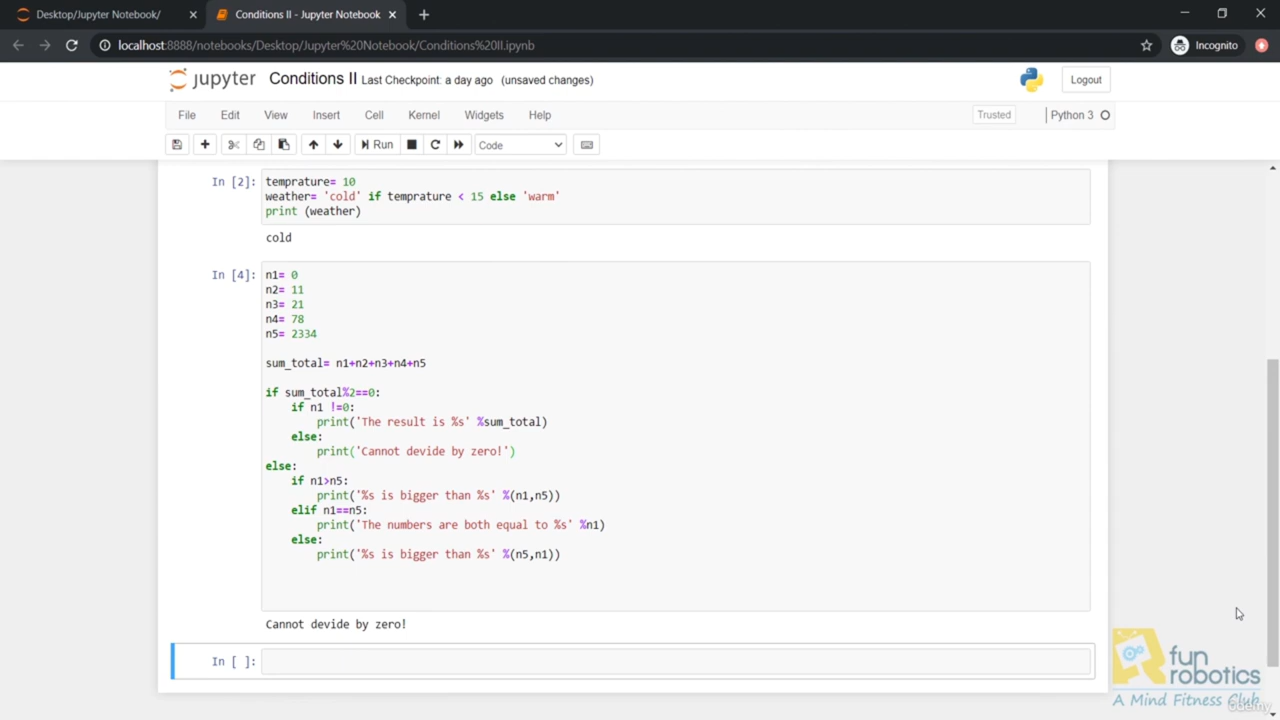 Desktop/Jupyter Notebook/
Conditions II - Jupyter Notebook
localhost:8888/notebooks/Desktop/Jupyter%20Notebook/Conditions%20II.ipynb
Incognito
jupyter Conditions II Last Checkpoint: a day ago (unsaved changes)
Logout
File Edit View Insert Cell Kernel Widgets Help
Trusted
Python 3
Run
Code
In [2]:
temprature= 10
weather= 'cold' if temprature < 15 else 'warm'
print (weather)
cold
In [4]:
n1= 0
n2= 11
n3= 21
n4= 78
n5= 2334
sum_total= n1+n2+n3+n4+n5
if sum_total%2==0:
if n1 !=0:
print('The result is %s' %sum_total)
else:
print('Cannot devide by zero!')
else:
if n1>n5:
print('%s is bigger than %s' %(n1,n5))
elif n1==n5:
print('The numbers are both equal to %s' %n1)
else:
print('%s is bigger than %s' %(n5,n1))
Cannot devide by zero!
In [ ]:
fun
robotics
A Mind Fitness Club
udemy